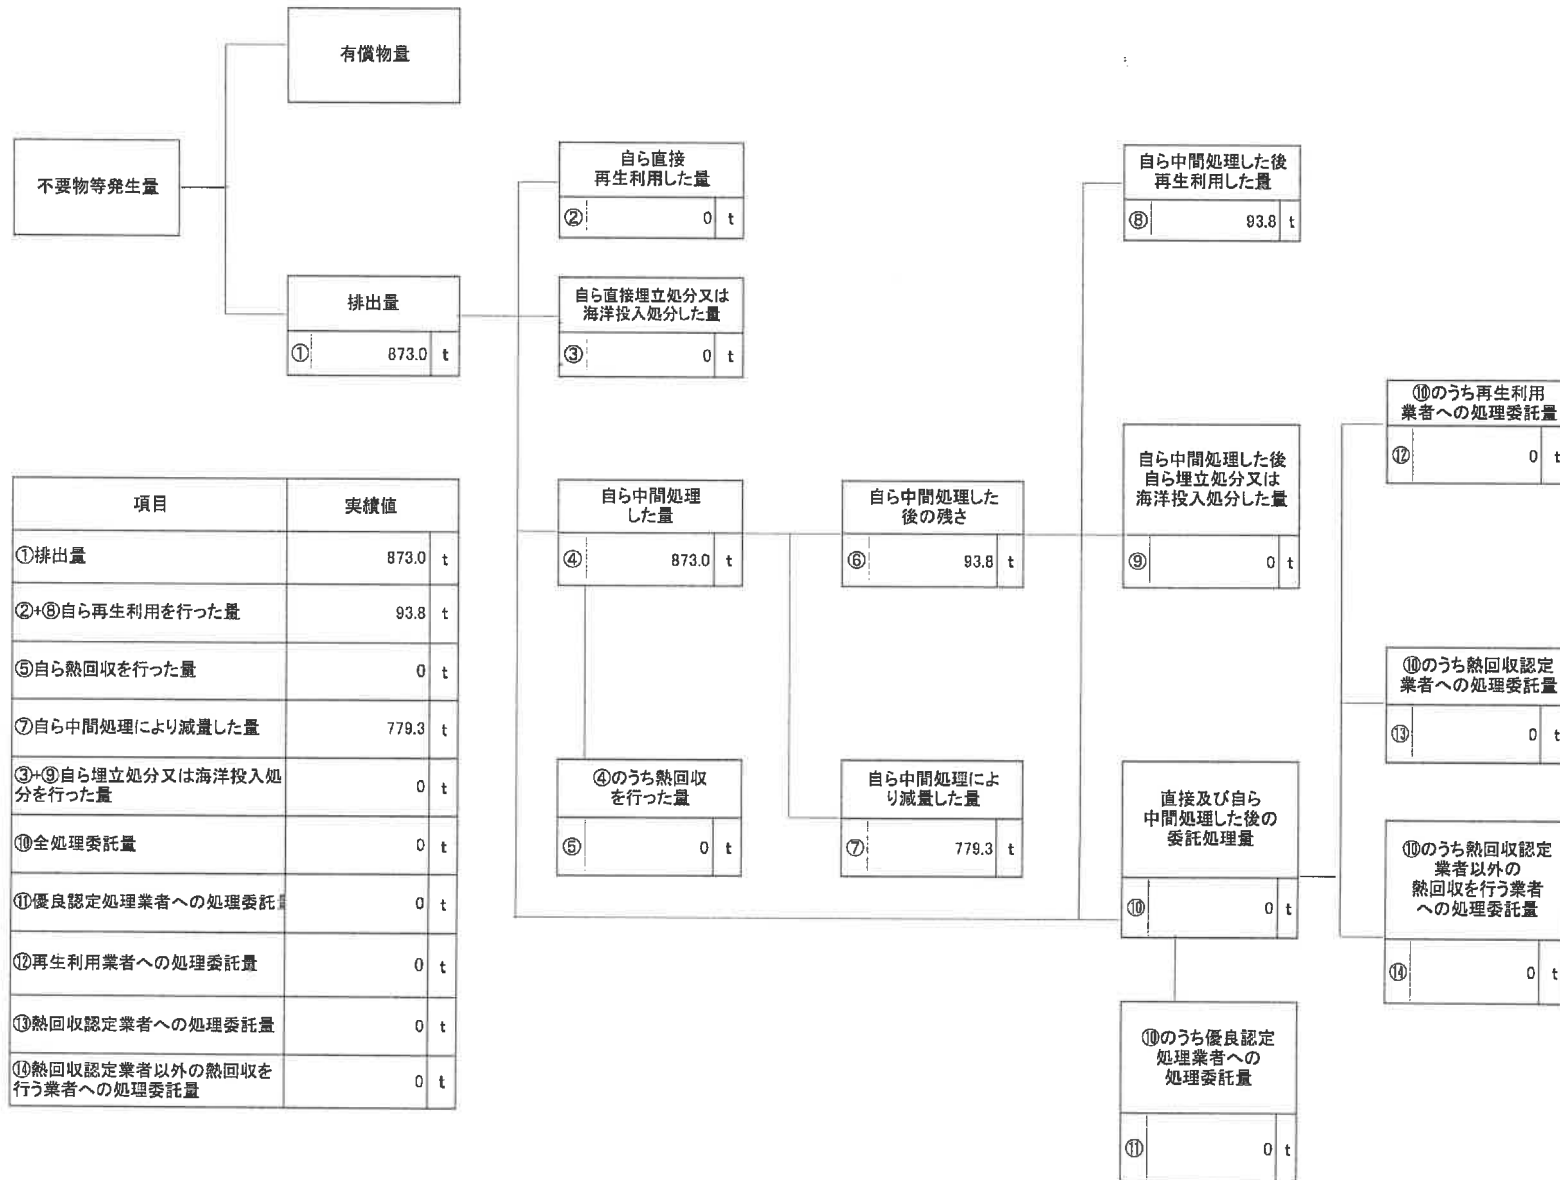 有償物量
不要物等発生量
排出量
① 873.0 t
自ら直接
再生利用した量
② 0 t
自ら直接埋立処分又は
海洋投入処分した量
③ 0 t
自ら中間処理
した量
④ 873.0 t
④のうち熱回収
を行った量
⑤ 0 t
自ら中間処理した
後の残さ
⑥ 93.8 t
自ら中間処理によ
り減量した量
⑦ 779.3 t
自ら中間処理した後
再生利用した量
⑧ 93.8 t
自ら中間処理した後
自ら埋立処分又は
海洋投入処分した量
⑨ 0 t
直接及び自ら
中間処理した後の
委託処理量
⑩ 0 t
⑩のうち優良認定
処理業者への
処理委託量
⑪ 0 t
⑩のうち再生利用
業者への処理委託量
⑫ 0 t
⑩のうち熱回収認定
業者への処理委託量
⑬ 0 t
⑩のうち熱回収認定
業者以外の
熱回収を行う業者
への処理委託量
⑭ 0 t
項目 実績値
①排出量 873.0 t
②+⑧自ら再生利用を行った量 93.8 t
⑤自ら熱回収を行った量 0 t
⑦自ら中間処理により減量した量 779.3 t
③+⑨自ら埋立処分又は海洋投入処
分を行った量 0 t
⑩全処理委託量 0 t
⑪優良認定処理業者への処理委託 0 t
⑫再生利用業者への処理委託量 0 t
⑬熱回収認定業者への処理委託量 0 t
⑭熱回収認定業者以外の熱回収を
行う業者への処理委託量 0 t